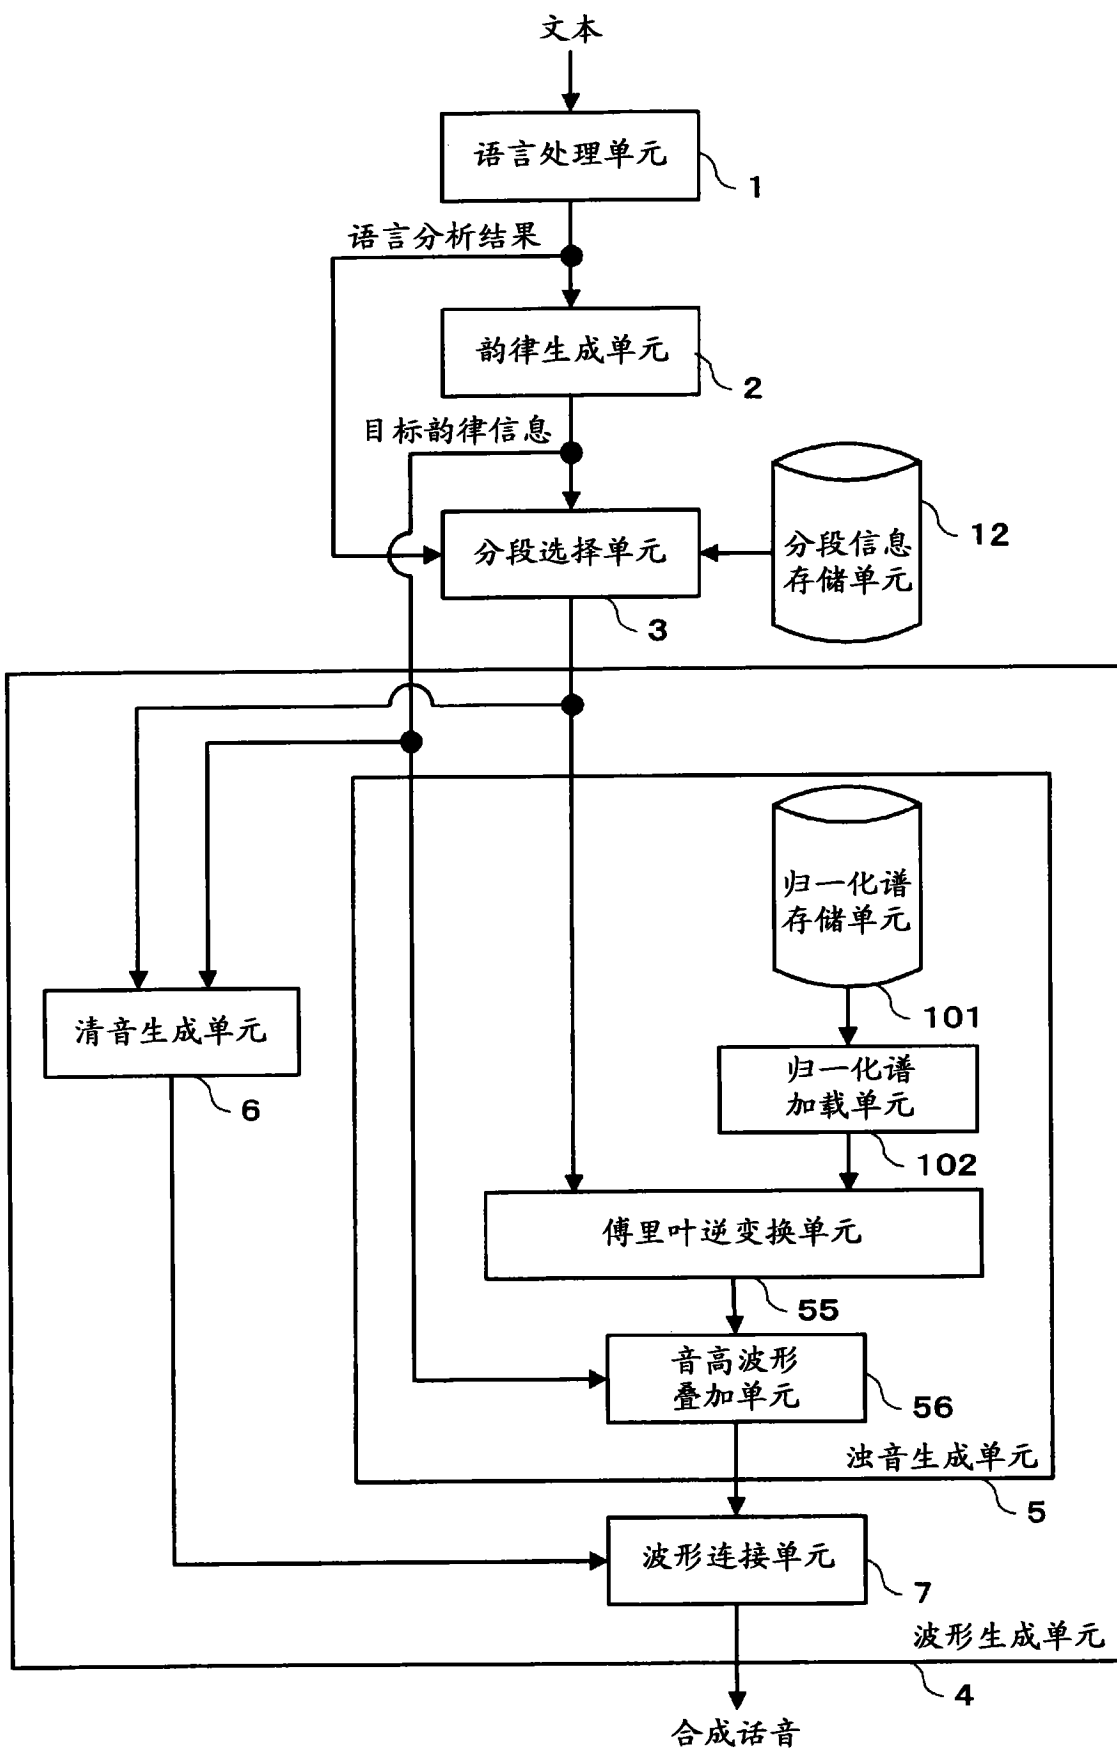 文本
语言处理单元
1
语言分析结果
韵律生成单元
2
目标韵律信息
分段选择单元
3
分段信息
存储单元
12
归一化谱
存储单元
101
清音生成单元
6
归一化谱
加载单元
102
傅里叶逆变换单元
55
音高波形
叠加单元
56
浊音生成单元
5
波形连接单元
7
波形生成单元
4
合成话音